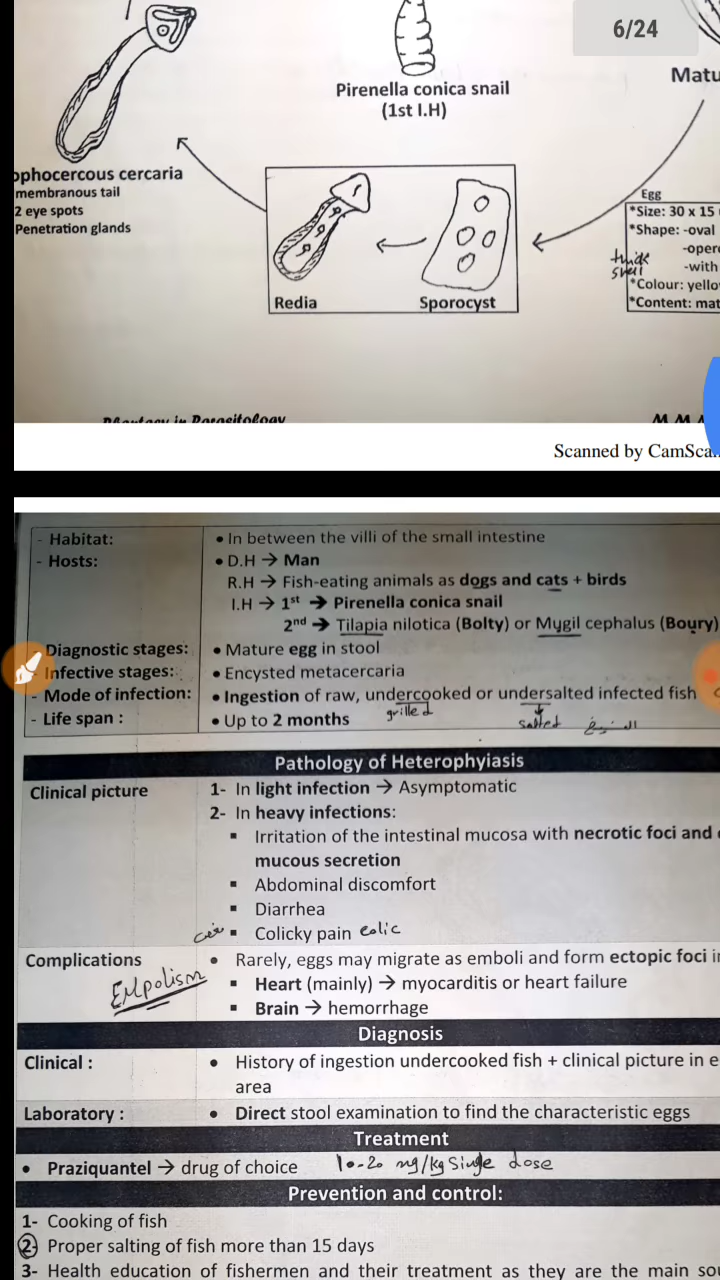 6/24
Pirenella conica snail
(1st I.H)
Matu
ophocercous cercaria
membranous tail
2 eye spots
Penetration glands
Redia
Sporocyst
Egg
*Size: 30 x 15
*Shape: -oval
-oper
thick
shell
-with
*Colour: yello
*Content: mat
Phantasy in Parasitology
M M
Scanned by CamSca
- Habitat: • In between the villi of the small intestine
- Hosts: • D.H → Man
R.H → Fish-eating animals as dogs and cats + birds
I.H → 1st → Pirenella conica snail
2nd → Tilapia nilotica (Bolty) or Mygil cephalus (Boury)
Diagnostic stages: • Mature egg in stool
Infective stages: • Encysted metacercaria
- Mode of infection: • Ingestion of raw, undercooked or undersalted infected fish
- Life span : • Up to 2 months
grilled
salted
Pathology of Heterophyiasis
Clinical picture 1- In light infection → Asymptomatic
2- In heavy infections:
▪ Irritation of the intestinal mucosa with necrotic foci and
mucous secretion
▪ Abdominal discomfort
▪ Diarrhea
▪ Colicky pain colic
Complications • Rarely, eggs may migrate as emboli and form ectopic foci i
Empolism
▪ Heart (mainly) → myocarditis or heart failure
▪ Brain → hemorrhage
Diagnosis
Clinical : • History of ingestion undercooked fish + clinical picture in e
area
Laboratory : • Direct stool examination to find the characteristic eggs
Treatment
• Praziquantel → drug of choice 10-20 mg/kg Single dose
Prevention and control:
1- Cooking of fish
2- Proper salting of fish more than 15 days
3- Health education of fishermen and their treatment as they are the main so